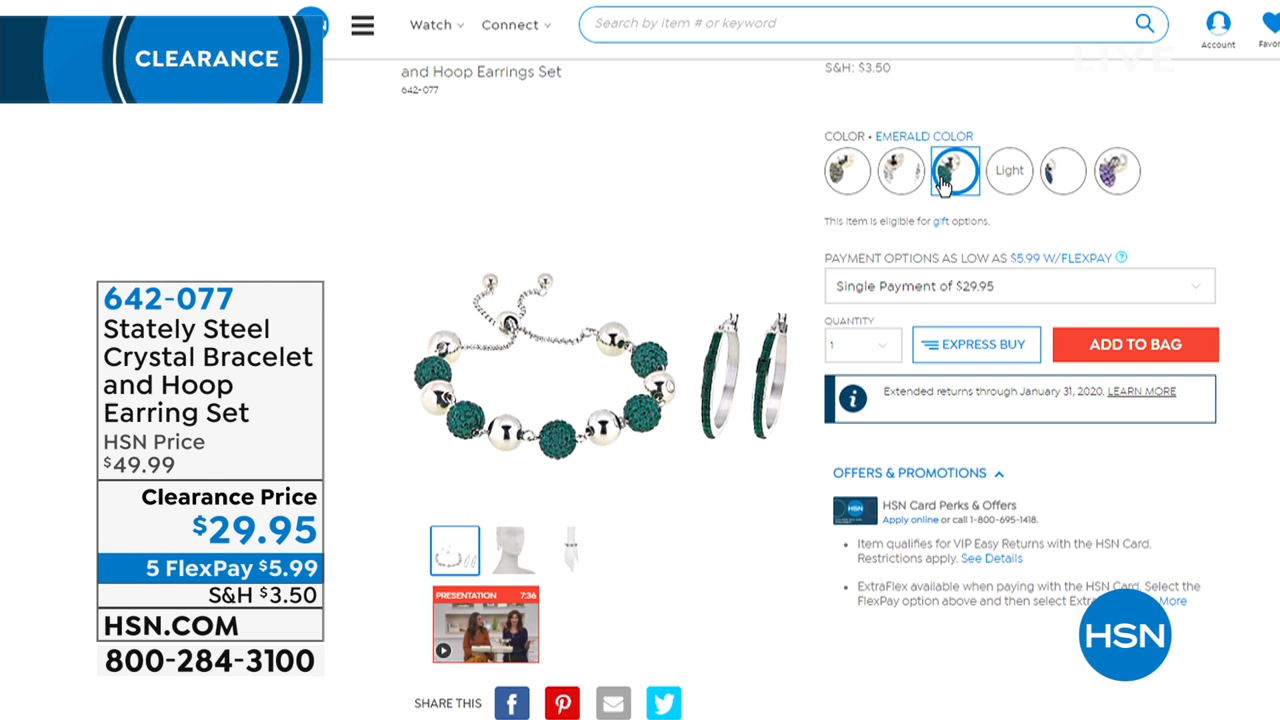 CLEARANCE
Watch
Connect
Search by item # or keyword
Account
LIVE
and Hoop Earrings Set
642-077
S&H: $3.50
COLOR • EMERALD COLOR
Light
This item is eligible for gift options.
PAYMENT OPTIONS AS LOW AS $5.99 W/FLEXPAY ?
Single Payment of $29.95
QUANTITY
1
EXPRESS BUY
ADD TO BAG
Extended returns through January 31, 2020. LEARN MORE
OFFERS & PROMOTIONS
HSN
HSN Card Perks & Offers
Apply online or call 1-800-695-1418.
• Item qualifies for VIP Easy Returns with the HSN Card.
Restrictions apply. See Details
• ExtraFlex available when paying with the HSN Card. Select the
FlexPay option above and then select
More
642-077
Stately Steel
Crystal Bracelet
and Hoop
Earring Set
HSN Price
$49.99
Clearance Price
$29.95
5 FlexPay $5.99
S&H $3.50
HSN.COM
800-284-3100
PRESENTATION 7:36
SHARE THIS
HSN